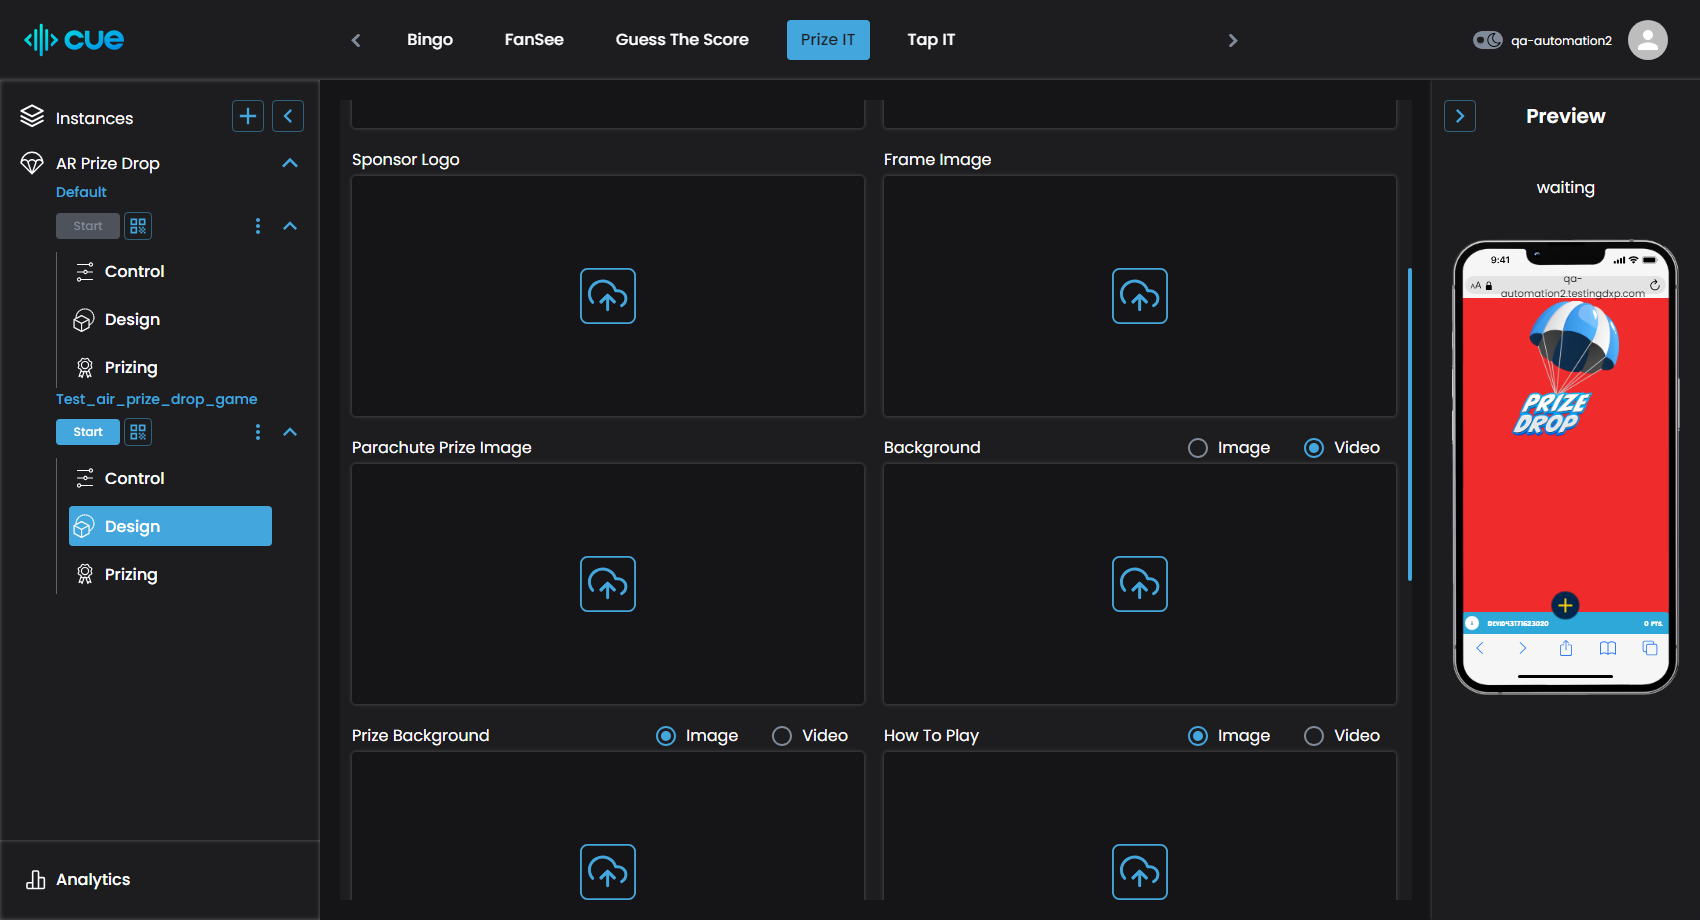 cue
Bingo
FanSee
Guess The Score
Prize IT
Tap IT
qa-automation2
Instances
AR Prize Drop
Default
Start
Control
Design
Prizing
Test_air_prize_drop_game
Start
Control
Design
Prizing
Analytics
Sponsor Logo
Frame Image
Parachute Prize Image
Background
Image
Video
Prize Background
Image
Video
How To Play
Image
Video
Preview
waiting
9:41
AA
qa-
automation2.testingdxp.com
PRIZE
DROP
0 PTS.